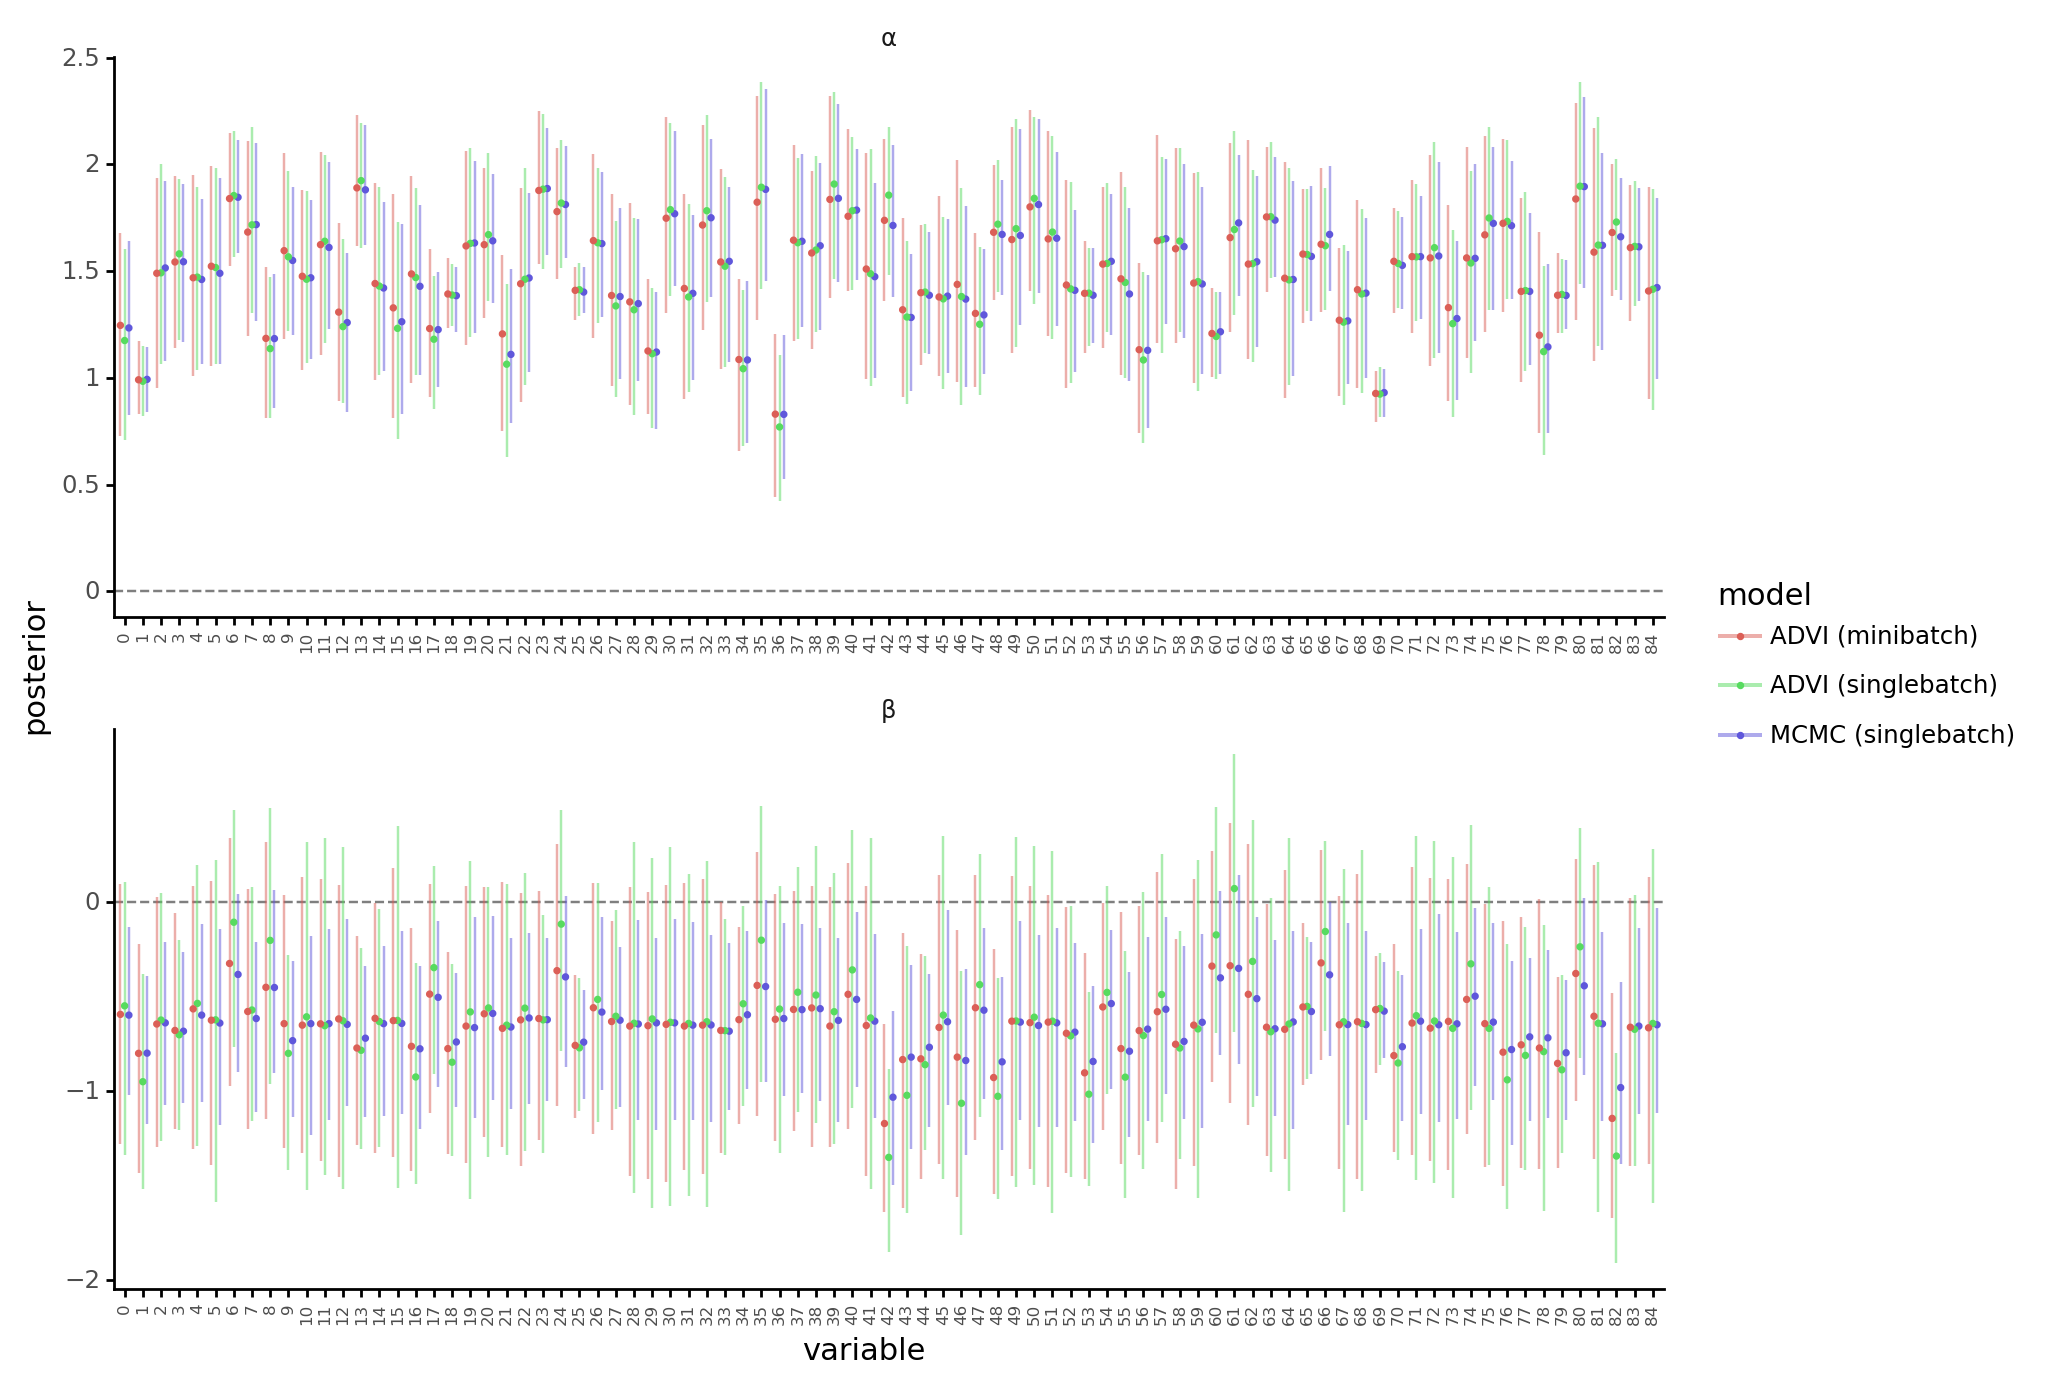 α
2.5
2
1.5
1
0.5
0
0 1 2 3 4 5 6 7 8 9 10 11 12 13 14 15 16 17 18 19 20 21 22 23 24 25 26 27 28 29 30 31 32 33 34 35 36 37 38 39 40 41 42 43 44 45 46 47 48 49 50 51 52 53 54 55 56 57 58 59 60 61 62 63 64 65 66 67 68 69 70 71 72 73 74 75 76 77 78 79 80 81 82 83 84
posterior
β
0
−1
−2
0 1 2 3 4 5 6 7 8 9 10 11 12 13 14 15 16 17 18 19 20 21 22 23 24 25 26 27 28 29 30 31 32 33 34 35 36 37 38 39 40 41 42 43 44 45 46 47 48 49 50 51 52 53 54 55 56 57 58 59 60 61 62 63 64 65 66 67 68 69 70 71 72 73 74 75 76 77 78 79 80 81 82 83 84
variable
model
ADVI (minibatch)
ADVI (singlebatch)
MCMC (singlebatch)